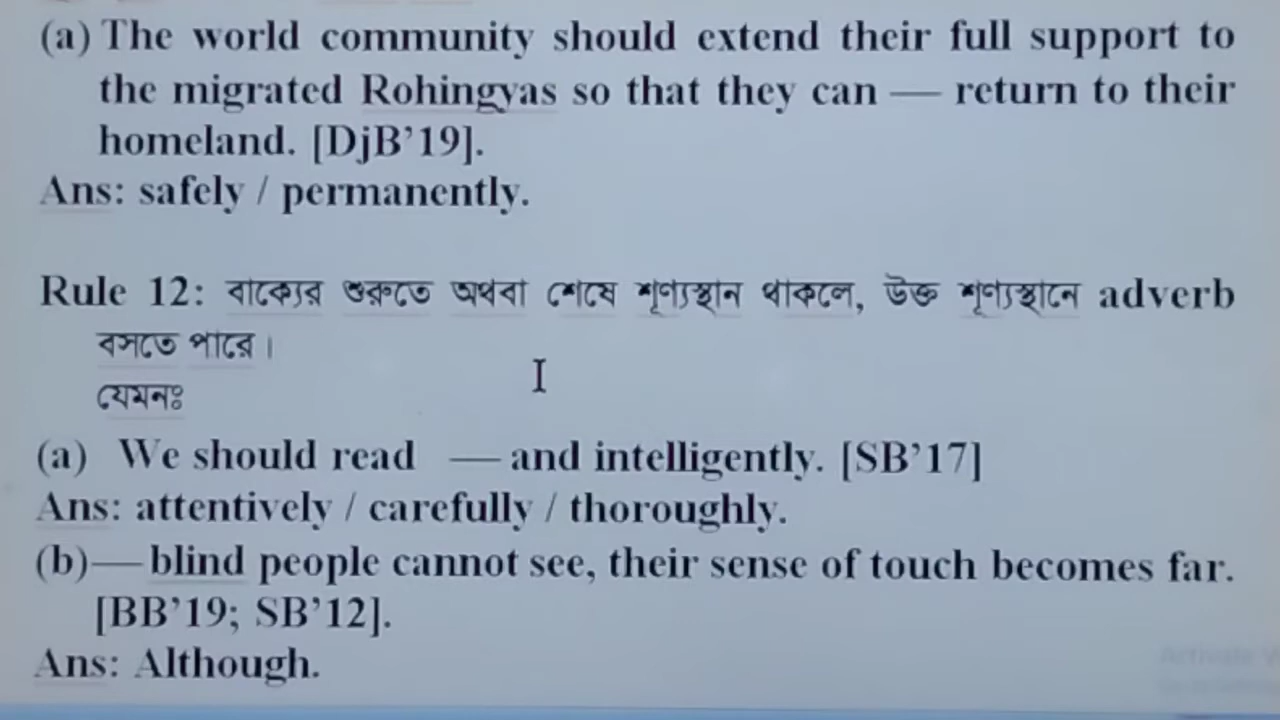 (a) The world community should extend their full support to
the migrated Rohingyas so that they can — return to their
homeland. [DjB’19].
Ans: safely / permanently.
Rule 12: বাক্যের শুরুতে অথবা শেষে শূণ্যস্থান থাকলে, উক্ত শূণ্যস্থানে adverb
বসতে পারে।
যেমনঃ
(a) We should read — and intelligently. [SB’17]
Ans: attentively / carefully / thoroughly.
(b)— blind people cannot see, their sense of touch becomes far.
[BB’19; SB’12].
Ans: Although.